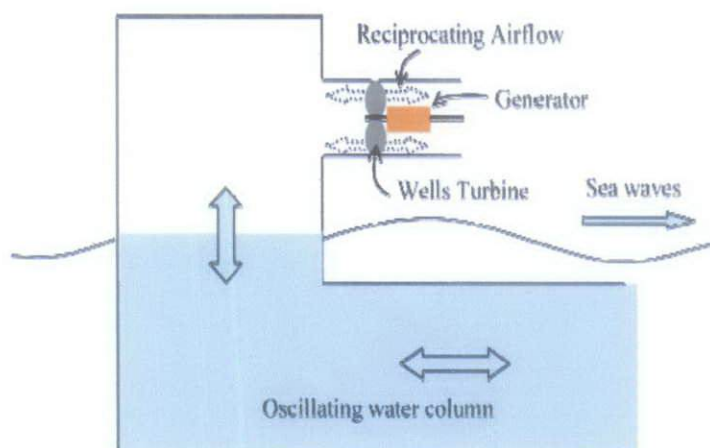 Reciprocating Airflow
Generator
Wells Turbine
Sea waves
Oscillating water column